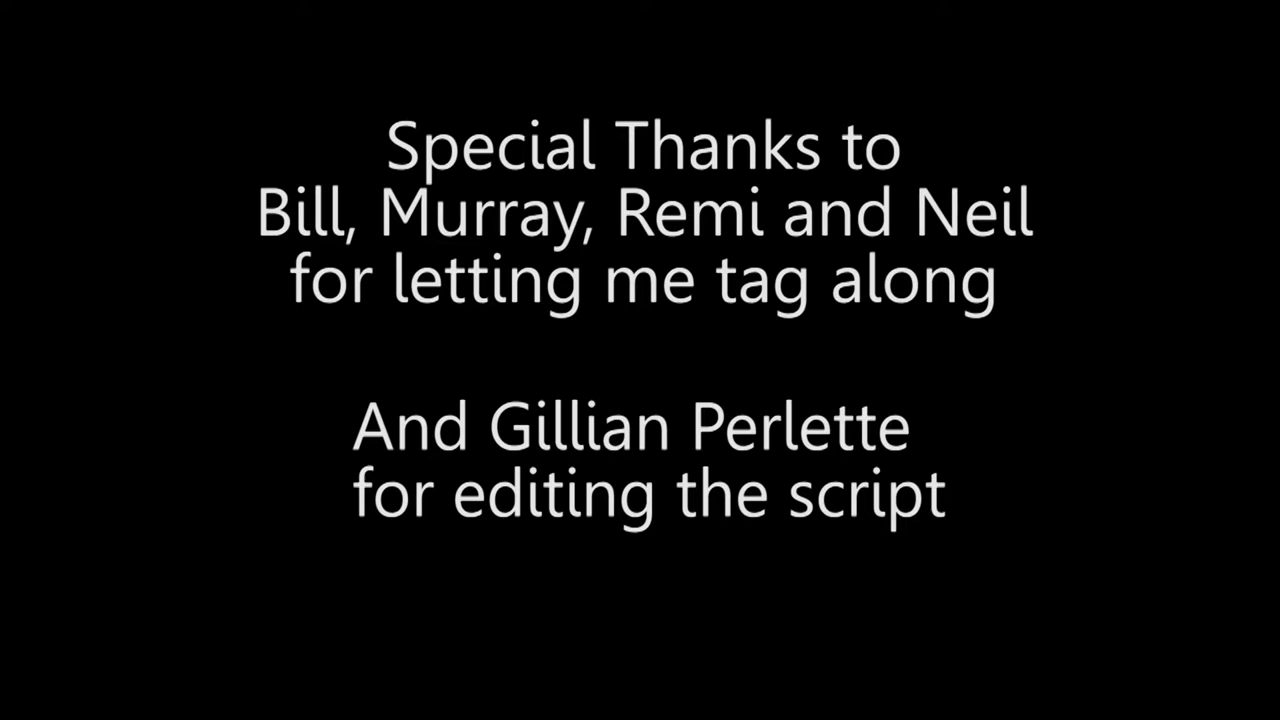 Special Thanks to
Bill, Murray, Remi and Neil
for letting me tag along
And Gillian Perlette
for editing the script